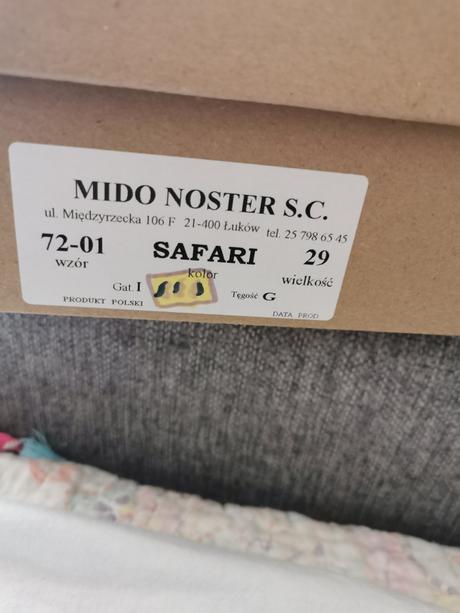 MIDO NOSTER S.C.
ul. Międzyrzecka 106 F 21-400 Łuków tel. 25 798 65 45
72-01 SAFARI 29
wzór kolor wielkość
Gat. I Tęgość G
PRODUKT POLSKI DATA PROD